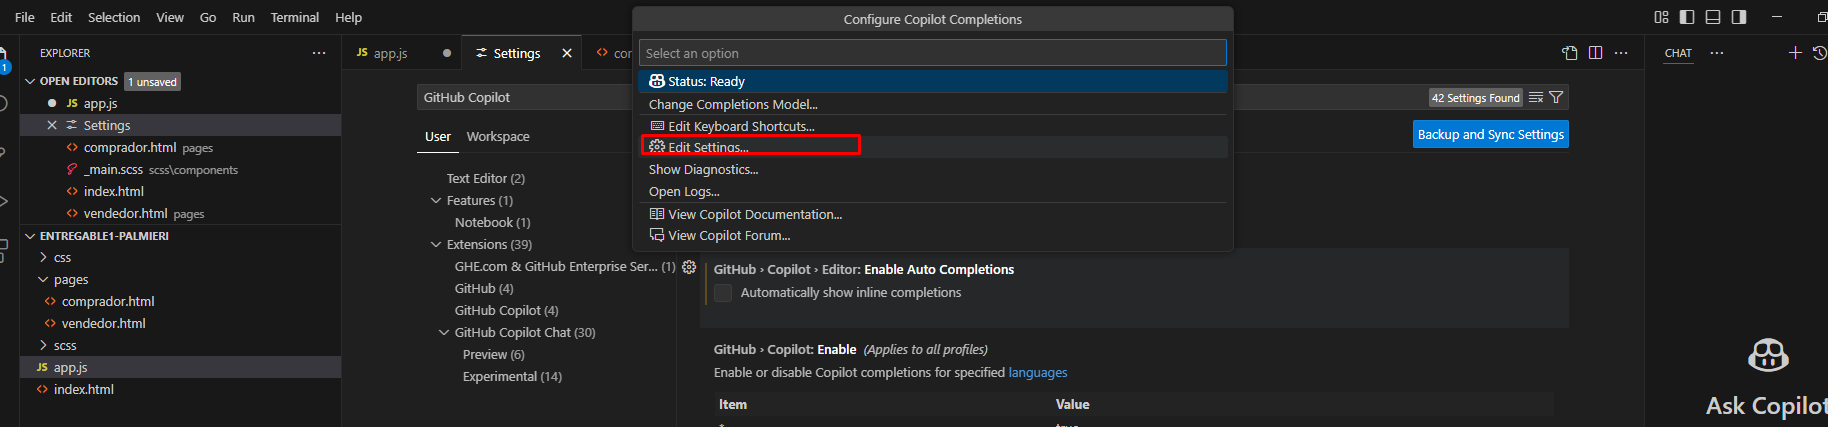 File Edit Selection View Go Run Terminal Help
Configure Copilot Completions
Select an option
Status: Ready
Change Completions Model...
Edit Keyboard Shortcuts...
Edit Settings...
Show Diagnostics...
Open Logs...
View Copilot Documentation...
View Copilot Forum...
1
EXPLORER
OPEN EDITORS 1 unsaved
JS app.js
Settings
comprador.html pages
_main.scss scss\components
index.html
vendedor.html pages
ENTREGABLE1-PALMIERI
css
pages
comprador.html
vendedor.html
scss
JS app.js
index.html
JS app.js
Settings
GitHub Copilot
42 Settings Found
User Workspace
Backup and Sync Settings
Text Editor (2)
Features (1)
Notebook (1)
Extensions (39)
GHE.com & GitHub Enterprise Ser... (1)
GitHub (4)
GitHub Copilot (4)
GitHub Copilot Chat (30)
Preview (6)
Experimental (14)
GitHub › Copilot › Editor: Enable Auto Completions
Automatically show inline completions
GitHub › Copilot: Enable (Applies to all profiles)
Enable or disable Copilot completions for specified languages
Item Value
CHAT
Ask Copilot